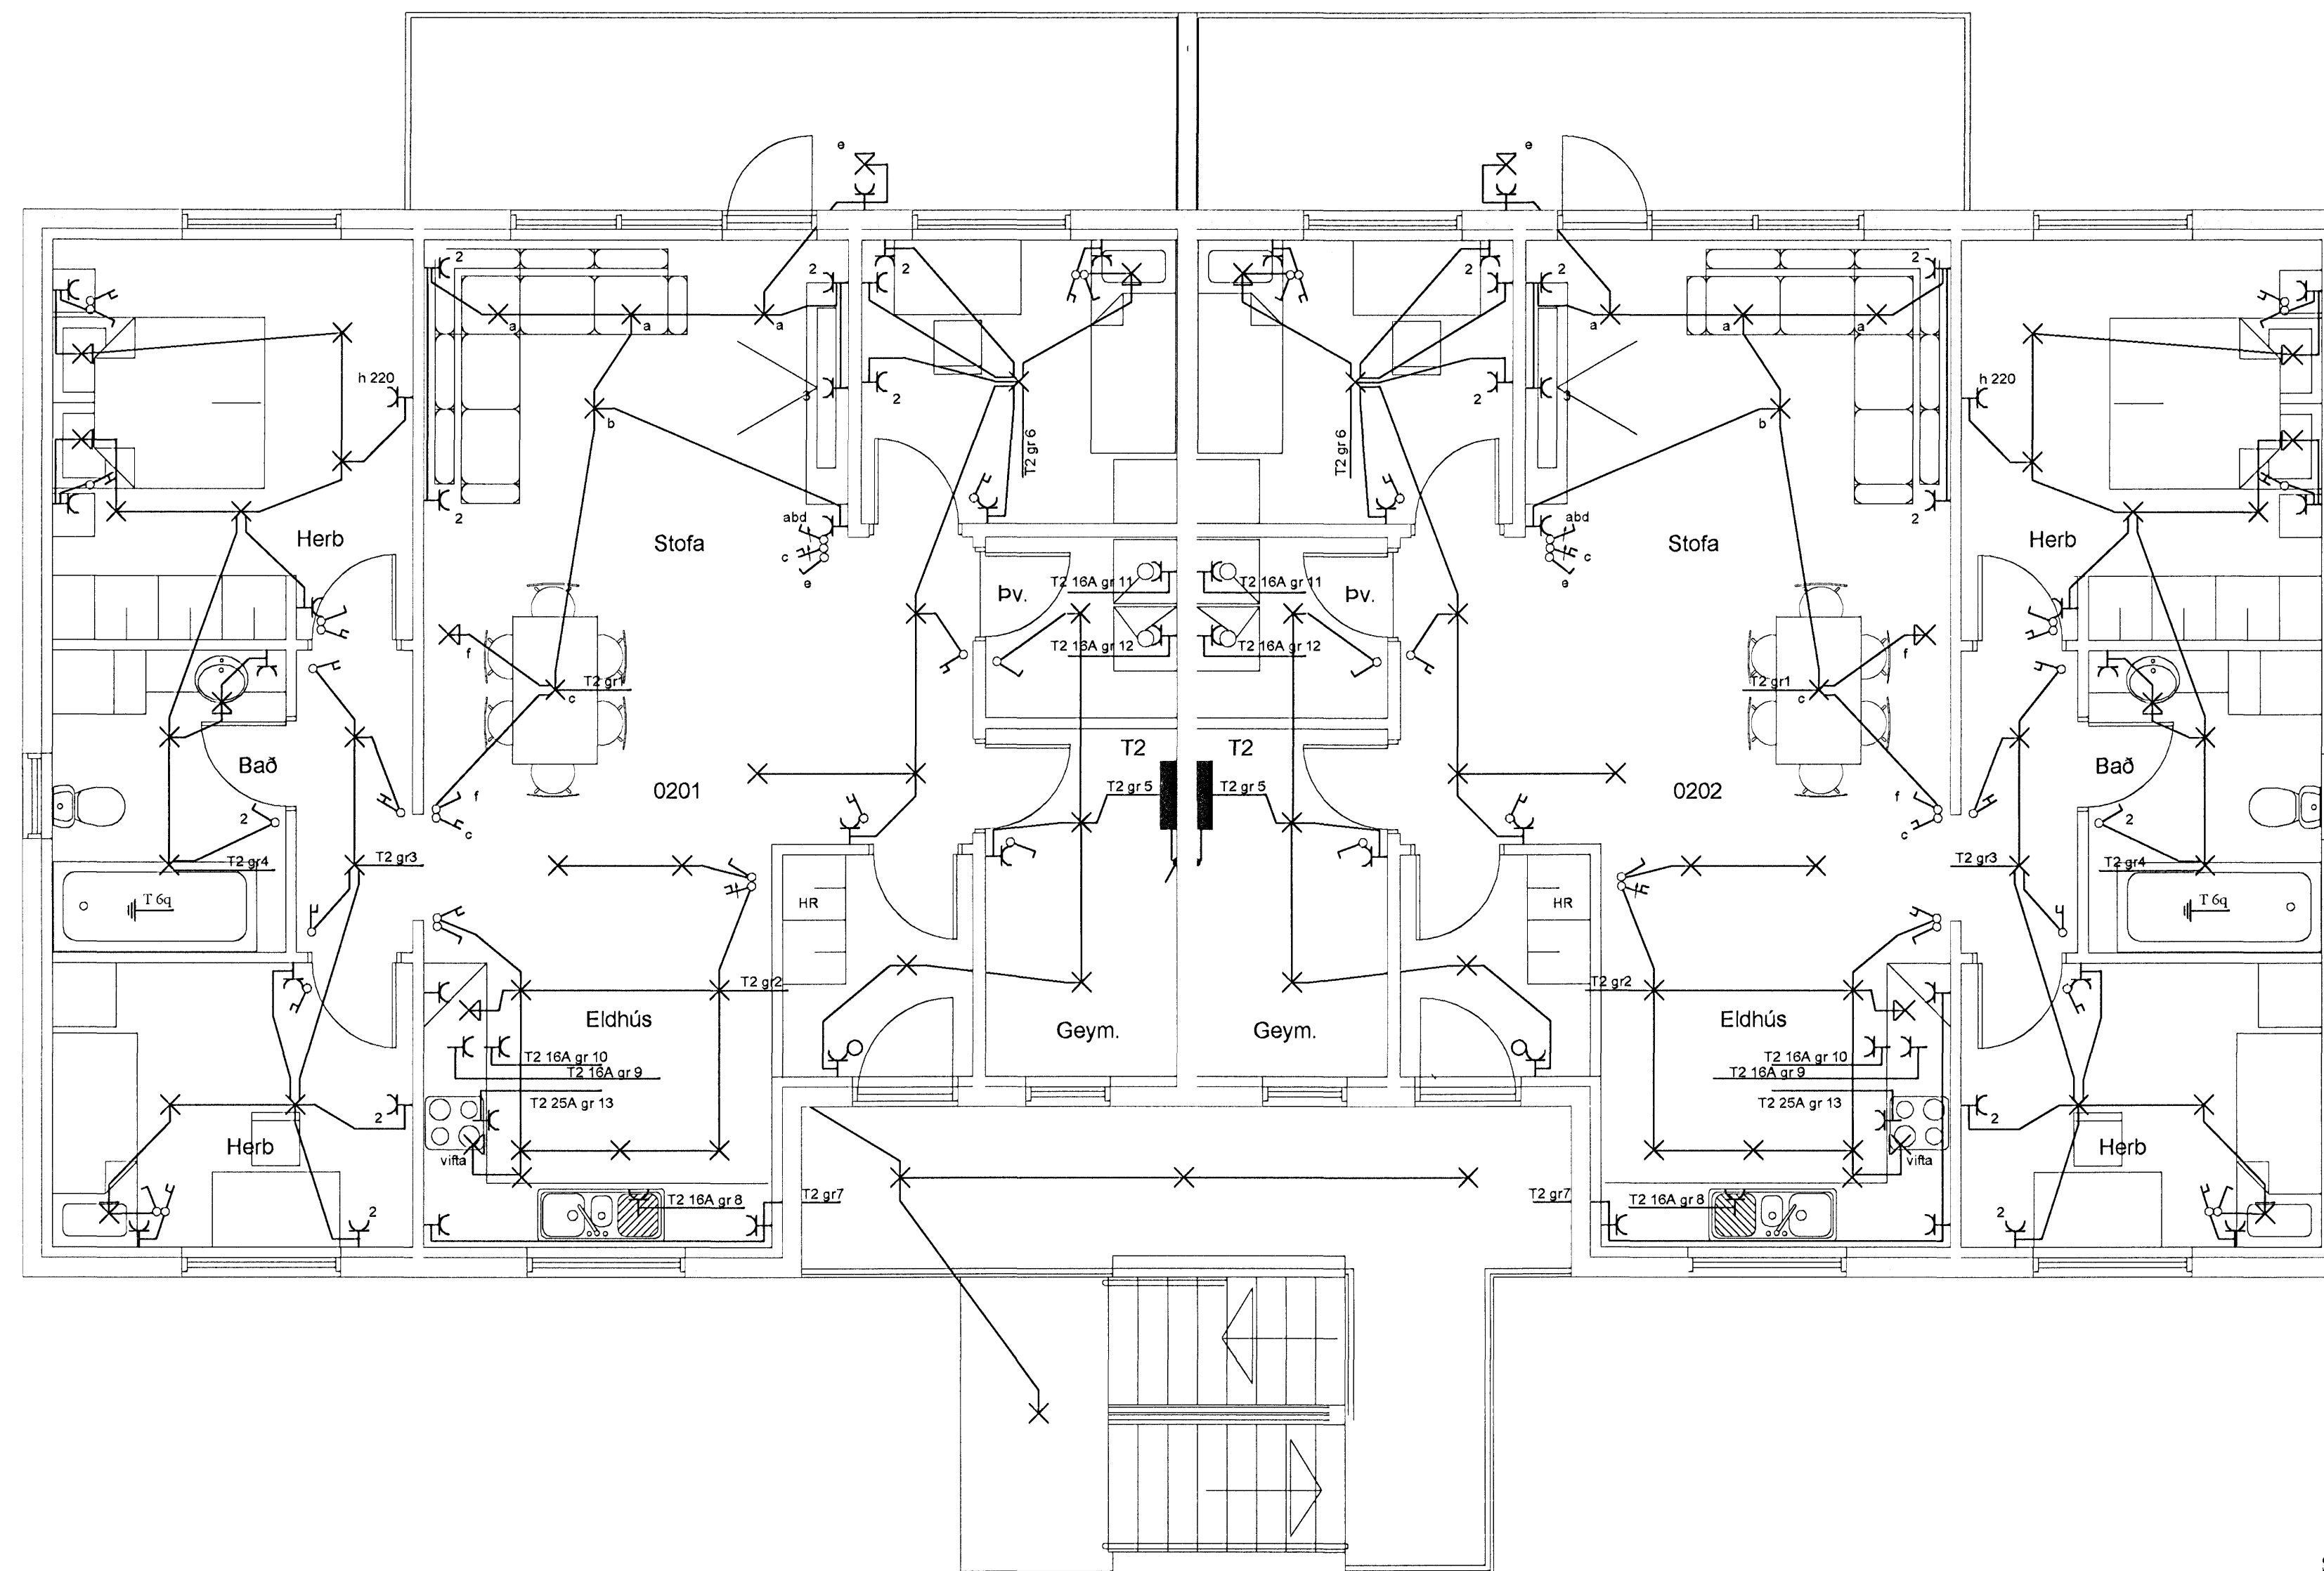 e e
2 2 2 2 2 2
a a a a a a
h 220 3 2 2 3 h 220
b T2 gr 6 T2 gr 6 b
2 2
abd abd
Herb Stofa c c Stofa Herb
e e
T2 16A gr 11 T2 16A gr 11
Þv. Þv.
f T2 16A gr 12 T2 16A gr 12 f
T2 gr1 T2 gr1
c c
T2 T2
Bað Bað
0201 T2 gr 5 T2 gr 5 0202
f f
2 c c 2
T2 gr4 T2 gr3 T2 gr3 T2 gr4
T 6q HR HR T 6q
T2 gr2 T2 gr2
Eldhús Geym. Geym. Eldhús
T2 16A gr 10 T2 16A gr 10
T2 16A gr 9 T2 16A gr 9
T2 25A gr 13 T2 25A gr 13
2 2
Herb vifta vifta Herb
T2 16A gr 8 T2 gr7 T2 gr7 T2 16A gr 8
2 2